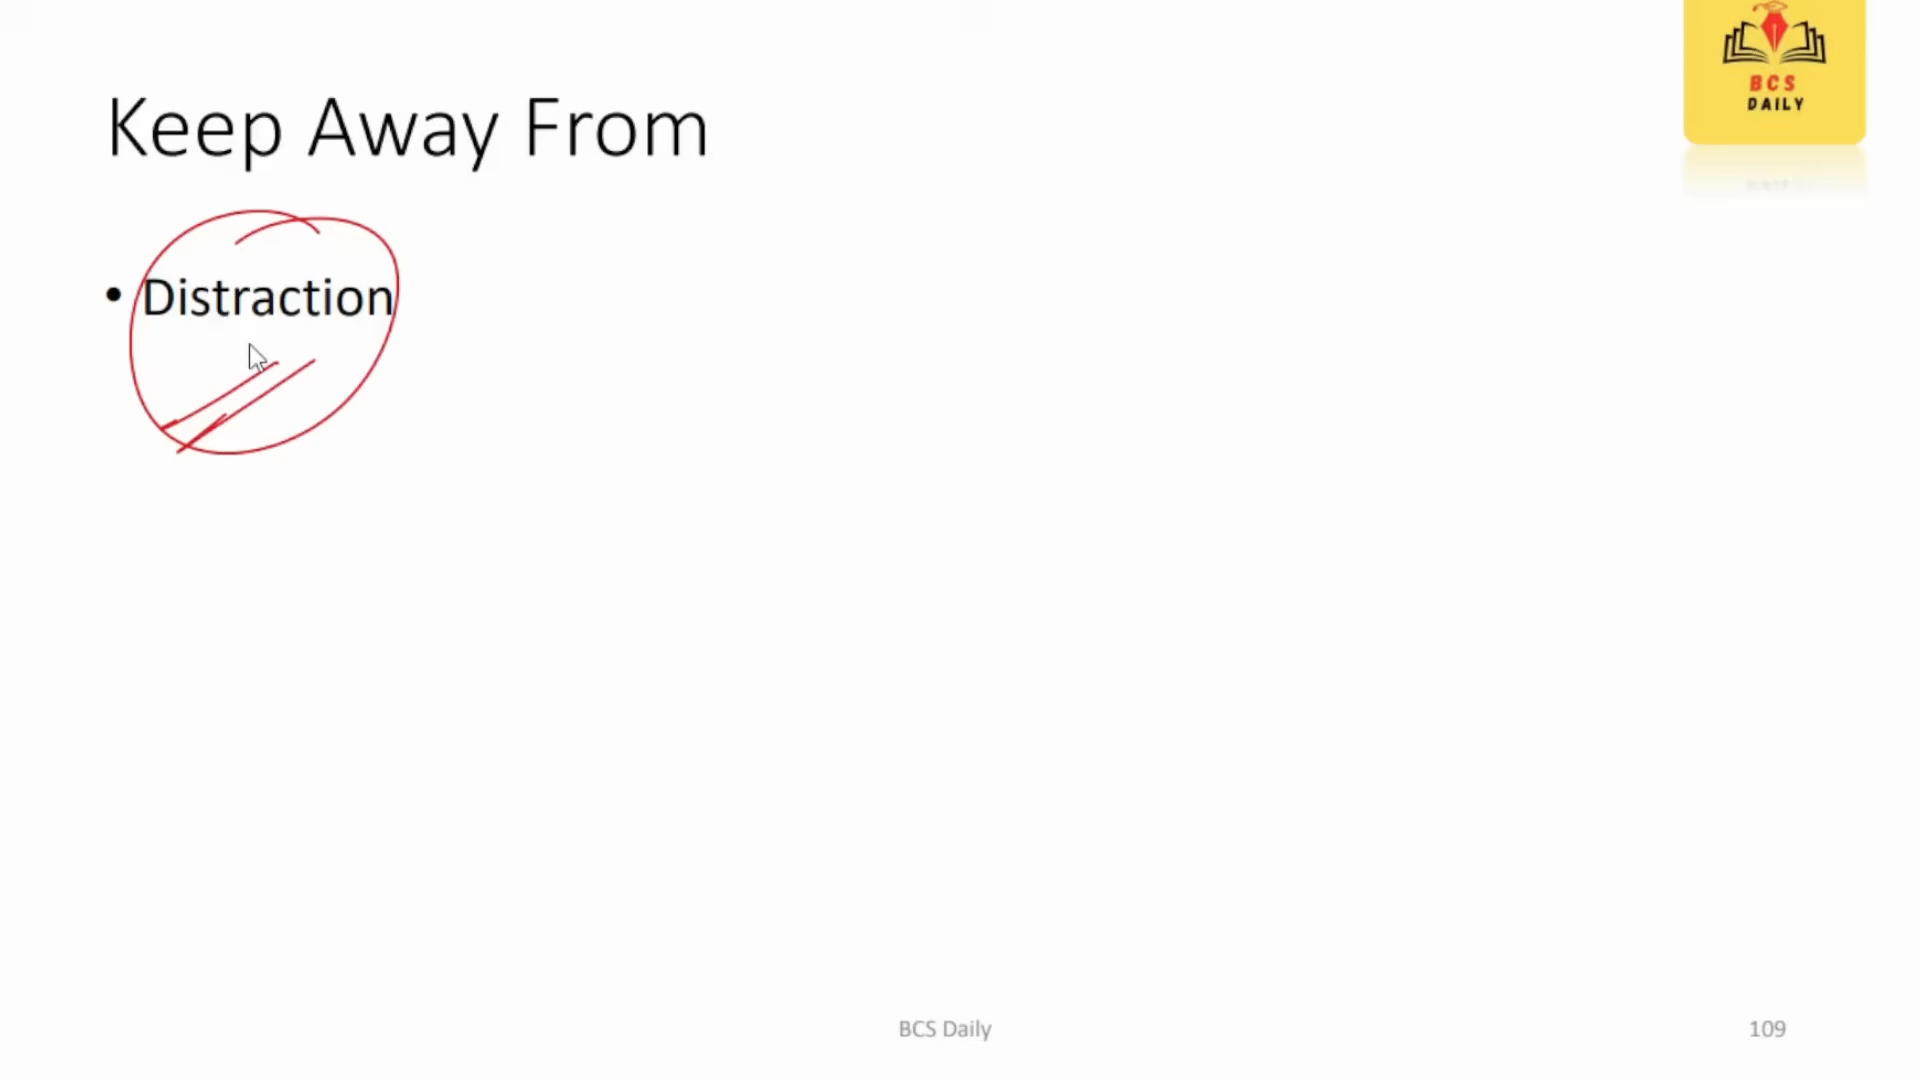 BCS
DAILY
Keep Away From
• Distraction
BCS Daily
109